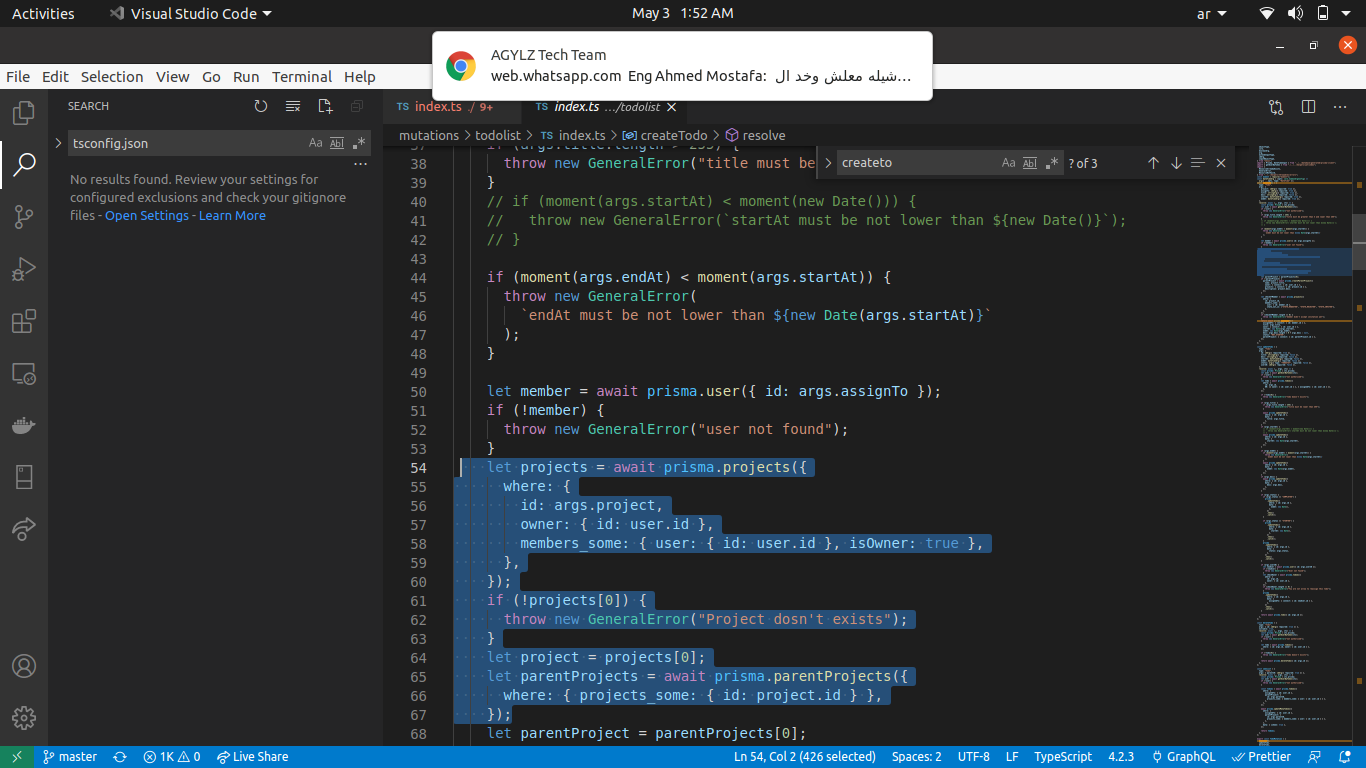 Activities
Visual Studio Code
May 3 1:52 AM
ar
AGYLZ Tech Team
web.whatsapp.com Eng Ahmed Mostafa: شيله معلش وخد ال...
File Edit Selection View Go Run Terminal Help
SEARCH
tsconfig.json
No results found. Review your settings for
configured exclusions and check your gitignore
files - Open Settings - Learn More
TS index.ts ./ 9+
TS index.ts .../todolist
mutations > todolist > TS index.ts > createTodo > resolve
createto
? of 3
37 if (args.title.length > 255) {
38 throw new GeneralError("title must be
39 }
40 // if (moment(args.startAt) < moment(new Date())) {
41 // throw new GeneralError(`startAt must be not lower than ${new Date()}`);
42 // }
43
44 if (moment(args.endAt) < moment(args.startAt)) {
45 throw new GeneralError(
46 `endAt must be not lower than ${new Date(args.startAt)}`
47 );
48 }
49
50 let member = await prisma.user({ id: args.assignTo });
51 if (!member) {
52 throw new GeneralError("user not found");
53 }
54 let projects = await prisma.projects({
55 where: {
56 id: args.project,
57 owner: { id: user.id },
58 members_some: { user: { id: user.id }, isOwner: true },
59 },
60 });
61 if (!projects[0]) {
62 throw new GeneralError("Project dosn't exists");
63 }
64 let project = projects[0];
65 let parentProjects = await prisma.parentProjects({
66 where: { projects_some: { id: project.id } },
67 });
68 let parentProject = parentProjects[0];
master
1K 0
Live Share
Ln 54, Col 2 (426 selected)
Spaces: 2
UTF-8
LF
TypeScript
4.2.3
GraphQL
Prettier